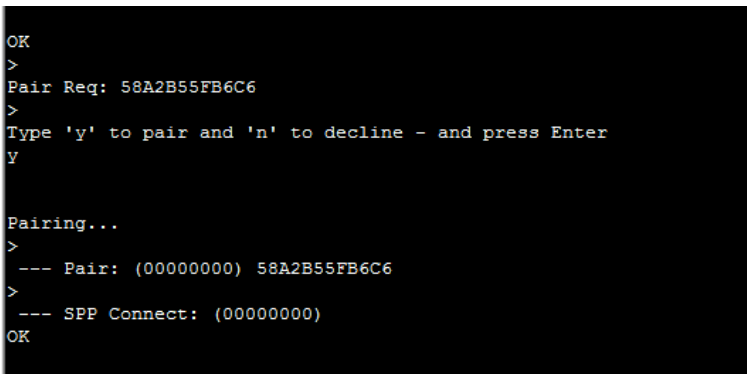 OK
>
Pair Req: 58A2B55FB6C6
>
Type 'y' to pair and 'n' to decline - and press Enter
y
Pairing...
>
--- Pair: (00000000) 58A2B55FB6C6
>
--- SPP Connect: (00000000)
OK